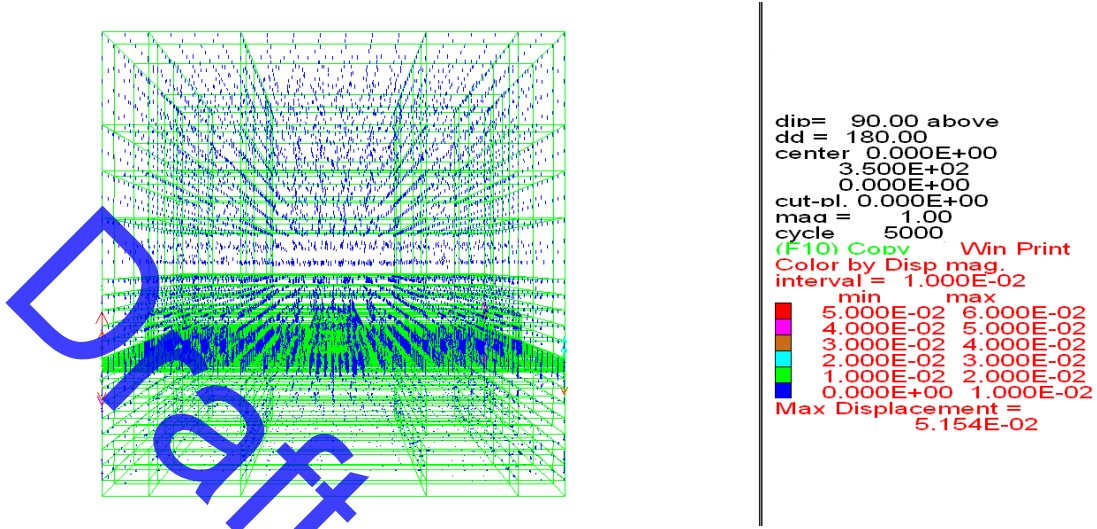 Draft
dip= 90.00 above
dd = 180.00
center 0.000E+00
3.500E+02
0.000E+00
cut-pl. 0.000E+00
mag = 1.00
cycle 5000
(F10) Copy Win Print
Color by Disp mag.
interval = 1.000E-02
min max
5.000E-02 6.000E-02
4.000E-02 5.000E-02
3.000E-02 4.000E-02
2.000E-02 3.000E-02
1.000E-02 2.000E-02
0.000E+00 1.000E-02
Max Displacement =
5.154E-02